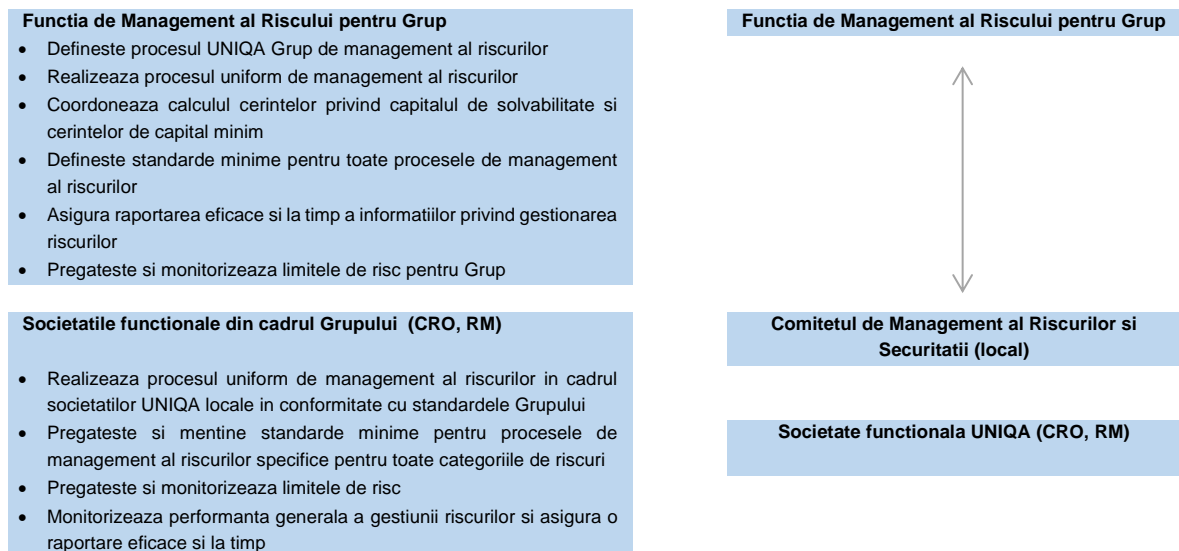 Functia de Management al Riscului pentru Grup
• Defineste procesul UNIQA Grup de management al riscurilor
• Realizeaza procesul uniform de management al riscurilor
• Coordoneaza calculul cerintelor privind capitalul de solvabilitate si
cerintelor de capital minim
• Defineste standarde minime pentru toate procesele de management
al riscurilor
• Asigura raportarea eficace si la timp a informatiilor privind gestionarea
riscurilor
• Pregateste si monitorizeaza limitele de risc pentru Grup
Societatile functionale din cadrul Grupului (CRO, RM)
• Realizeaza procesul uniform de management al riscurilor in cadrul
societatilor UNIQA locale in conformitate cu standardele Grupului
• Pregateste si mentine standarde minime pentru procesele de
management al riscurilor specifice pentru toate categoriile de riscuri
• Pregateste si monitorizeaza limitele de risc
• Monitorizeaza performanta generala a gestiunii riscurilor si asigura o
raportare eficace si la timp
Functia de Management al Riscului pentru Grup
Comitetul de Management al Riscurilor si
Securitatii (local)
Societate functionala UNIQA (CRO, RM)